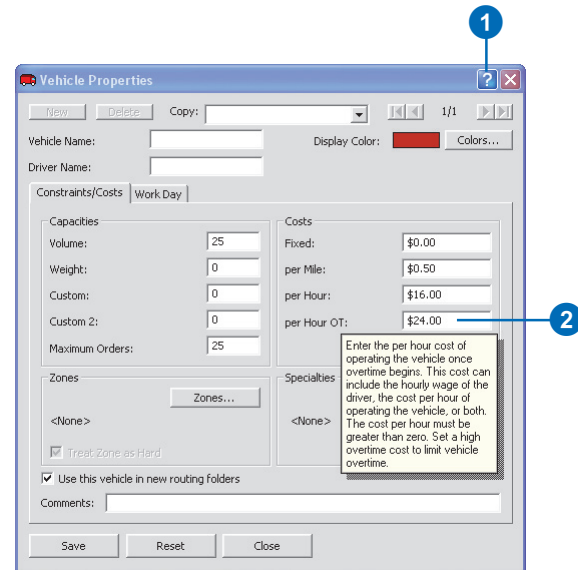 1
Vehicle Properties
?
New Delete Copy: 1/1
Vehicle Name: Display Color: Colors...
Driver Name:
Constraints/Costs Work Day
Capacities
Volume: 25
Weight: 0
Custom: 0
Custom 2: 0
Maximum Orders: 25
Costs
Fixed: $0.00
per Mile: $0.50
per Hour: $16.00
per Hour OT: $24.00
2
Enter the per hour cost of
operating the vehicle once
overtime begins. This cost can
include the hourly wage of the
driver, the cost per hour of
operating the vehicle, or both.
The cost per hour must be
greater than zero. Set a high
overtime cost to limit vehicle
overtime.
Zones
Zones...
<None>
Treat Zone as Hard
Specialties
<None>
Use this vehicle in new routing folders
Comments:
Save Reset Close